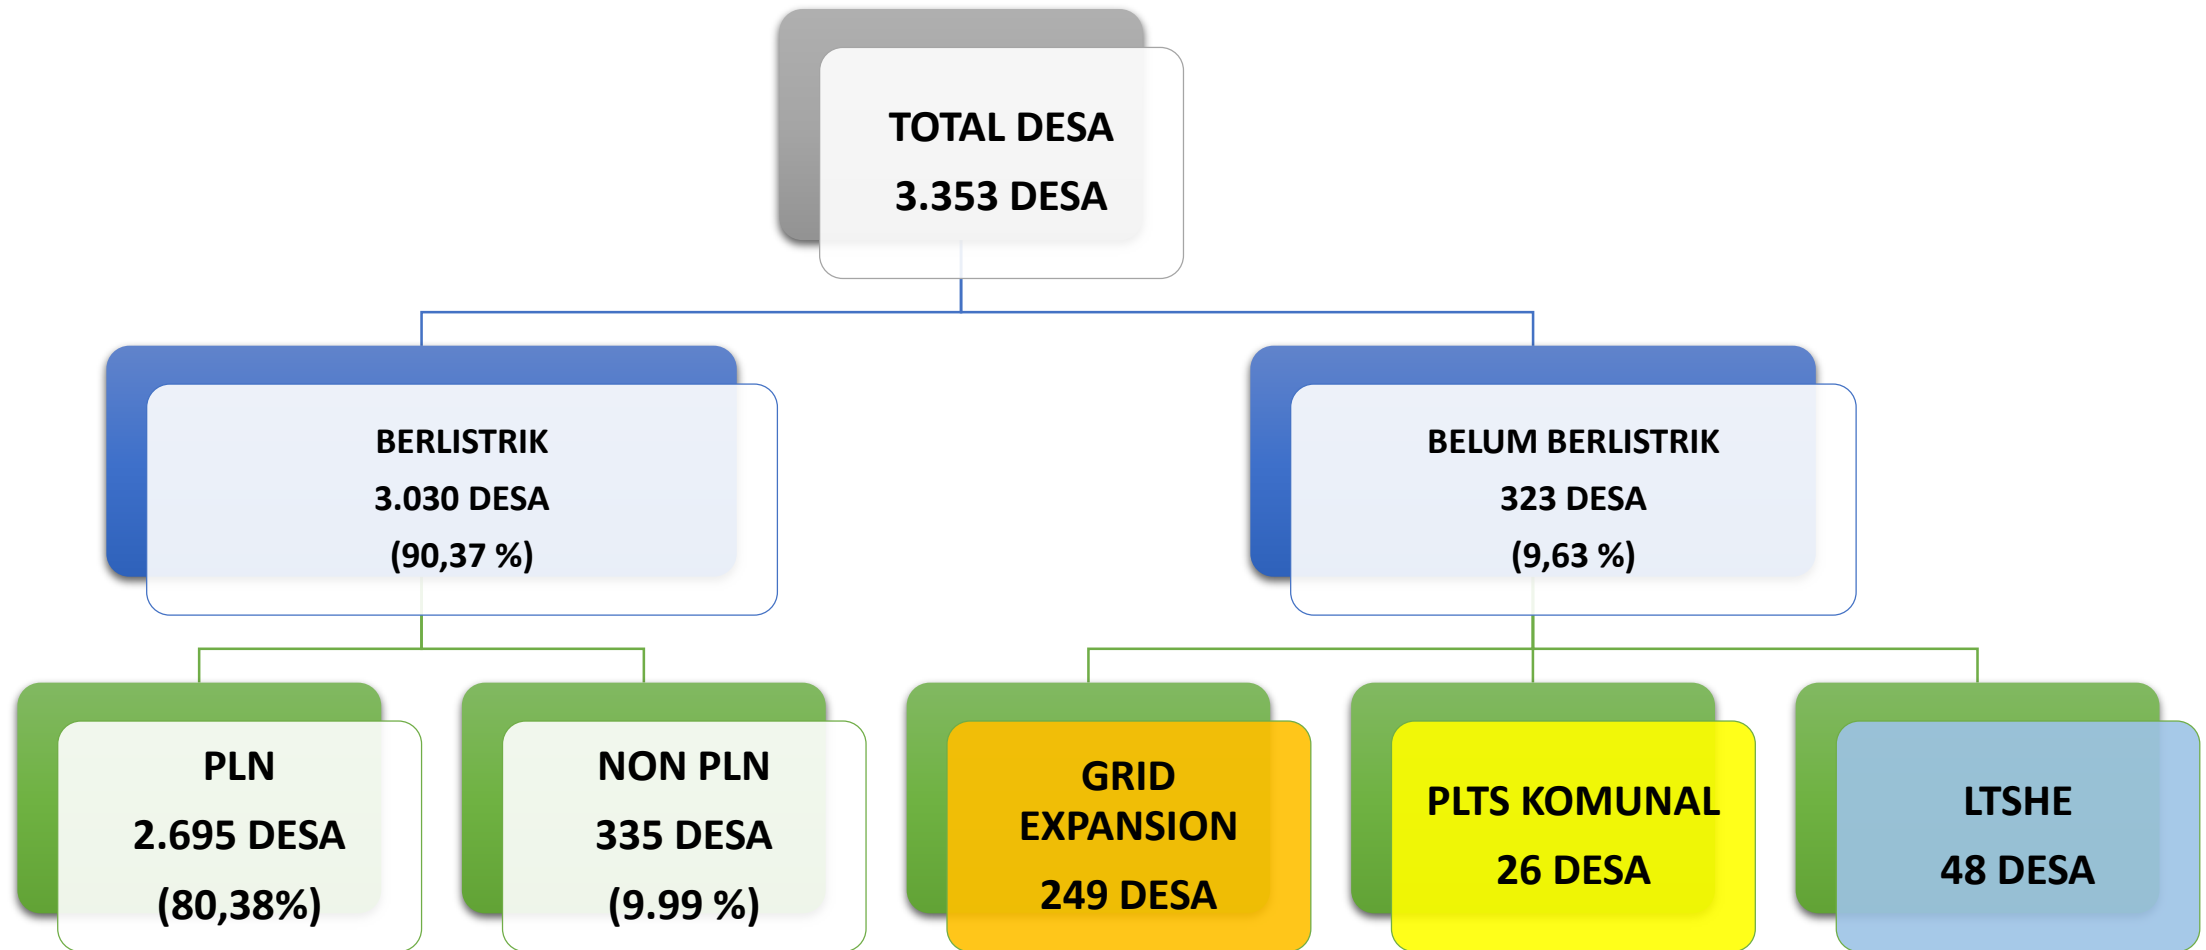 TOTAL DESA
3.353 DESA
BERLISTRIK
3.030 DESA
(90,37 %)
BELUM BERLISTRIK
323 DESA
(9,63 %)
PLN
2.695 DESA
(80,38%)
NON PLN
335 DESA
(9.99 %)
GRID
EXPANSION
249 DESA
PLTS KOMUNAL
26 DESA
LTSHE
48 DESA